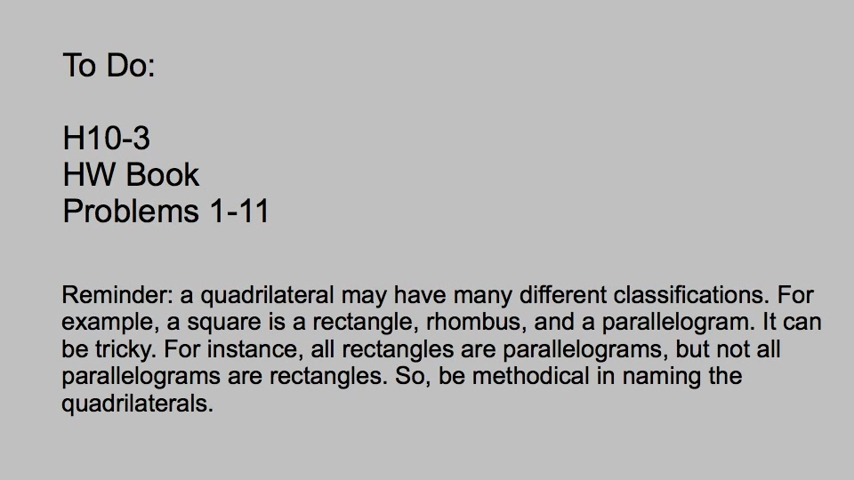 To Do:
H10-3
HW Book
Problems 1-11
Reminder: a quadrilateral may have many different classifications. For
example, a square is a rectangle, rhombus, and a parallelogram. It can
be tricky. For instance, all rectangles are parallelograms, but not all
parallelograms are rectangles. So, be methodical in naming the
quadrilaterals.